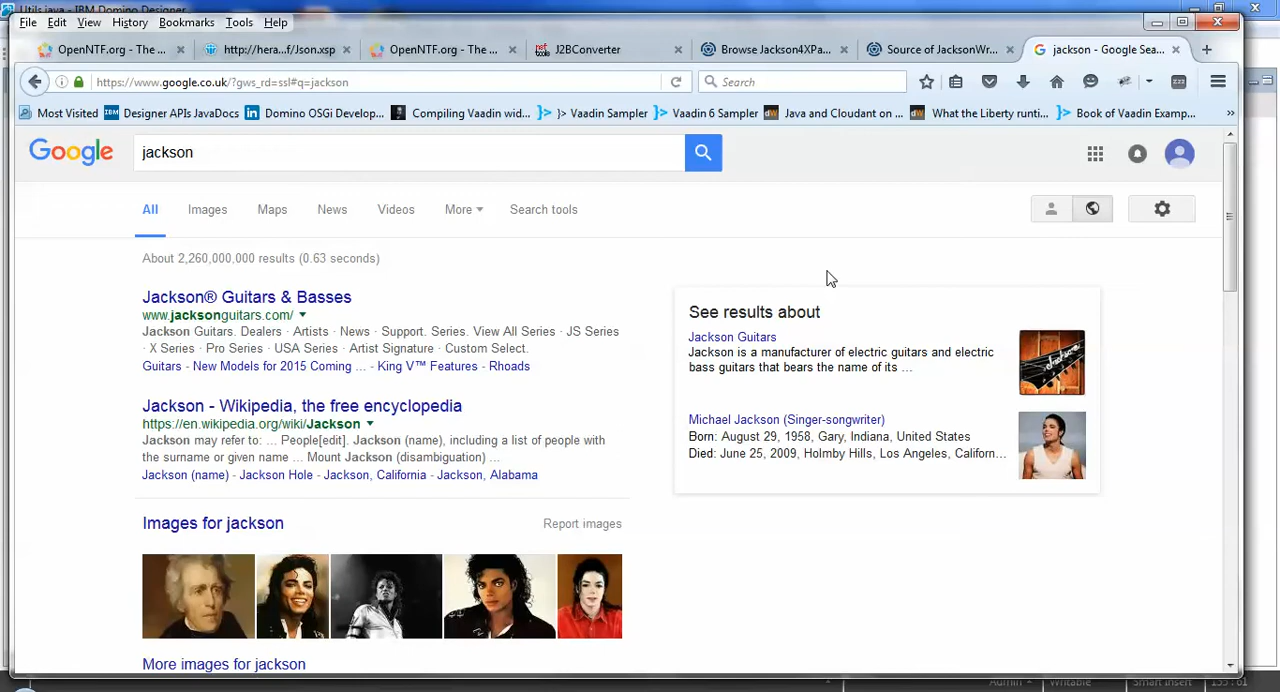 Utils.java - IBM Domino Designer
File Edit View History Bookmarks Tools Help
OpenNTF.org - The ... × http://hera...f/Json.xsp × OpenNTF.org - The ... × J2BConverter × Browse Jackson4XPa... × Source of JacksonWr... × jackson - Google Sea... × +
https://www.google.co.uk/?gws_rd=ssl#q=jackson Search
Most Visited IBM Designer APIs JavaDocs in Domino OSGi Develop... Compiling Vaadin wid... }> Vaadin Sampler Vaadin 6 Sampler dw Java and Cloudant on ... dw What the Liberty runti... Book of Vaadin Examp... »
Google jackson
All Images Maps News Videos More Search tools
About 2,260,000,000 results (0.63 seconds)
Jackson® Guitars & Basses
www.jacksonguitars.com/
Jackson Guitars. Dealers · Artists · News · Support. Series. View All Series · JS Series
· X Series · Pro Series · USA Series · Artist Signature · Custom Select.
Guitars - New Models for 2015 Coming ... - King V™ Features - Rhoads
Jackson - Wikipedia, the free encyclopedia
https://en.wikipedia.org/wiki/Jackson
Jackson may refer to: ... People[edit]. Jackson (name), including a list of people with
the surname or given name ... Mount Jackson (disambiguation) ...
Jackson (name) - Jackson Hole - Jackson, California - Jackson, Alabama
Images for jackson Report images
More images for jackson
See results about
Jackson Guitars
Jackson is a manufacturer of electric guitars and electric
bass guitars that bears the name of its ...
Michael Jackson (Singer-songwriter)
Born: August 29, 1958, Gary, Indiana, United States
Died: June 25, 2009, Holmby Hills, Los Angeles, Californ...
Admin Writable Smart Insert 155 : 61